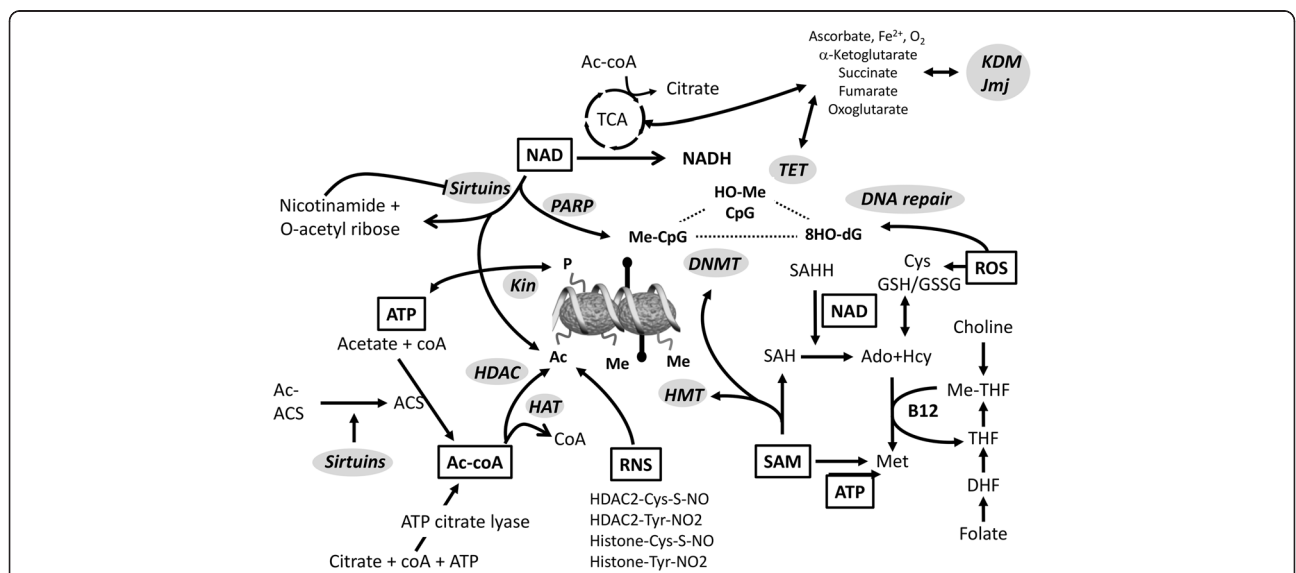 Ascorbate, Fe²⁺, O₂
α-Ketoglutarate
Succinate
Fumarate
Oxoglutarate
KDM
Jmj
Ac-coA
Citrate
TCA
NAD
NADH
TET
Sirtuins
Nicotinamide +
O-acetyl ribose
PARP
HO-Me
CpG
DNA repair
Me-CpG
8HO-dG
Kin
P
DNMT
SAHH
Cys
GSH/GSSG
ROS
ATP
Acetate + coA
NAD
Choline
HDAC
Ac
Me
Me
SAH
Ado+Hcy
Ac-
ACS
ACS
HAT
CoA
HMT
Me-THF
B12
THF
Sirtuins
Ac-coA
RNS
SAM
Met
ATP
DHF
Folate
ATP citrate lyase
Citrate + coA + ATP
HDAC2-Cys-S-NO
HDAC2-Tyr-NO2
Histone-Cys-S-NO
Histone-Tyr-NO2